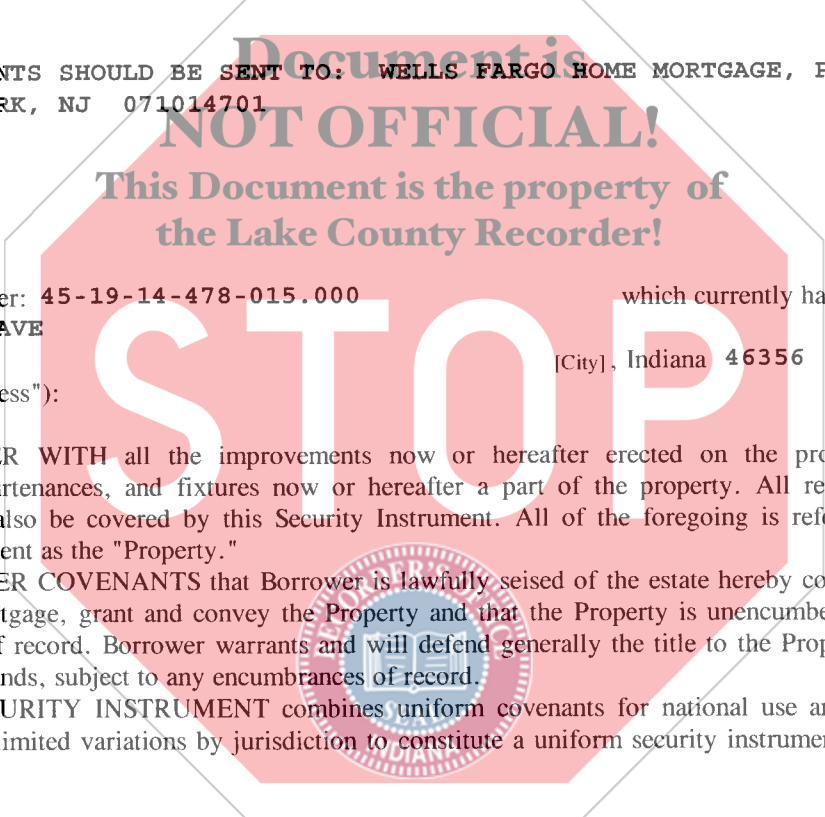 Document is
NTS SHOULD BE SENT TO: WELLS FARGO HOME MORTGAGE, P
RK, NJ 071014701
NOT OFFICIAL!
This Document is the property of
the Lake County Recorder!
er: 45-19-14-478-015.000 which currently ha
AVE
[City], Indiana 46356
ess"):
STOP
ER WITH all the improvements now or hereafter erected on the pro
rtenances, and fixtures now or hereafter a part of the property. All re
also be covered by this Security Instrument. All of the foregoing is refe
ent as the "Property."
ER COVENANTS that Borrower is lawfully seised of the estate hereby co
tgage, grant and convey the Property and that the Property is unencumbe
f record. Borrower warrants and will defend generally the title to the Prop
nds, subject to any encumbrances of record.
URITY INSTRUMENT combines uniform covenants for national use a
limited variations by jurisdiction to constitute a uniform security instrume
RECORDER'S OFFICE
SEAL
INDIANA